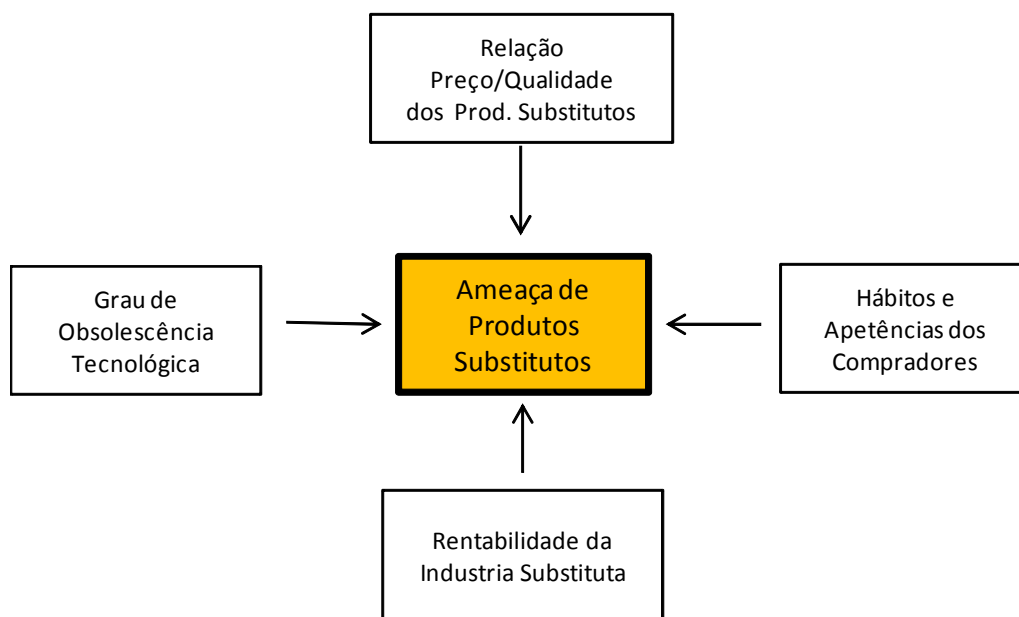 Relação
Preço/Qualidade
dos Prod. Substitutos
Grau de
Obsolescência
Tecnológica
Ameaça de
Produtos
Substitutos
Hábitos e
Apetências dos
Compradores
Rentabilidade da
Industria Substituta